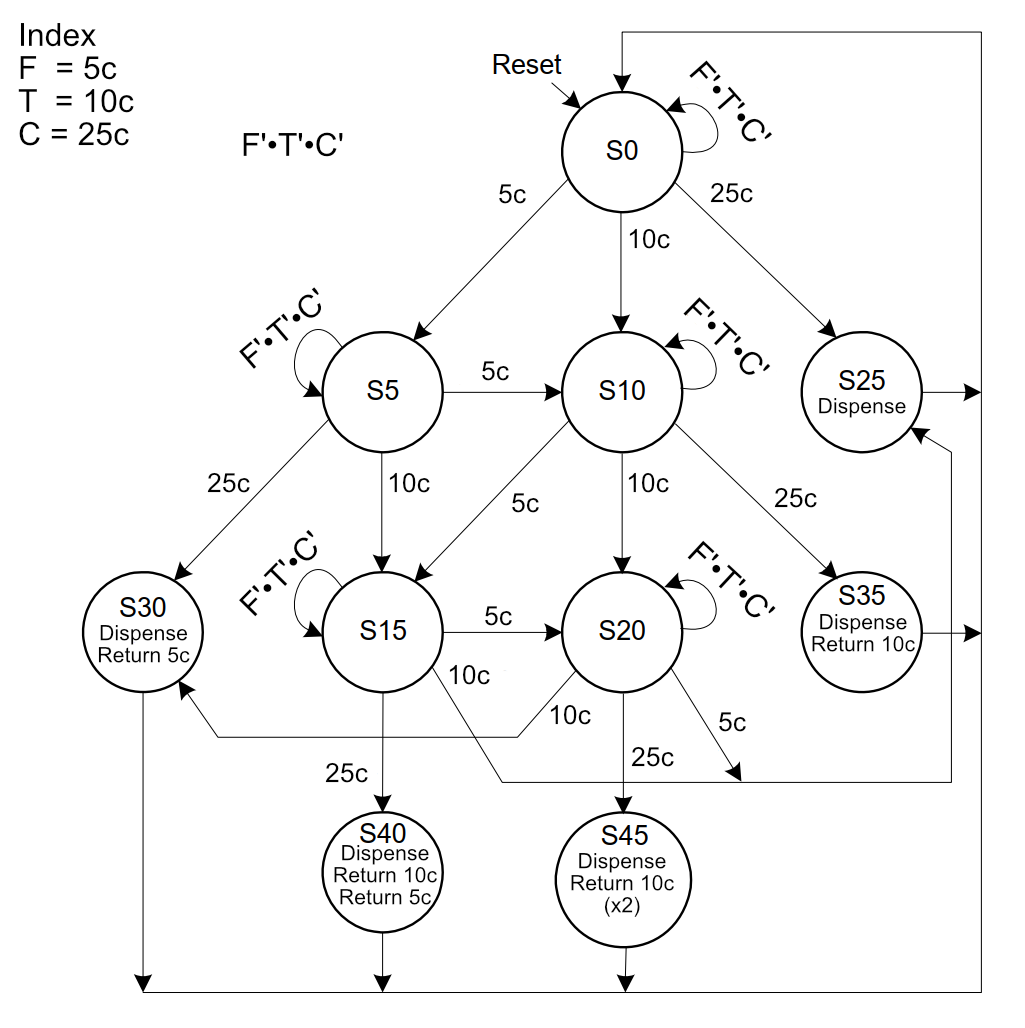 Index
F = 5c
T = 10c
C = 25c
F'•T'•C'
Reset
F'•T'•C'
S0
5c
10c
25c
F'•T'•C'
F'•T'•C'
S5
5c
S10
S25
Dispense
25c
10c
5c
10c
25c
F'•T'•C'
F'•T'•C'
S30
Dispense
Return 5c
S15
5c
S20
S35
Dispense
Return 10c
10c
10c
5c
25c
25c
S40
Dispense
Return 10c
Return 5c
S45
Dispense
Return 10c
(x2)